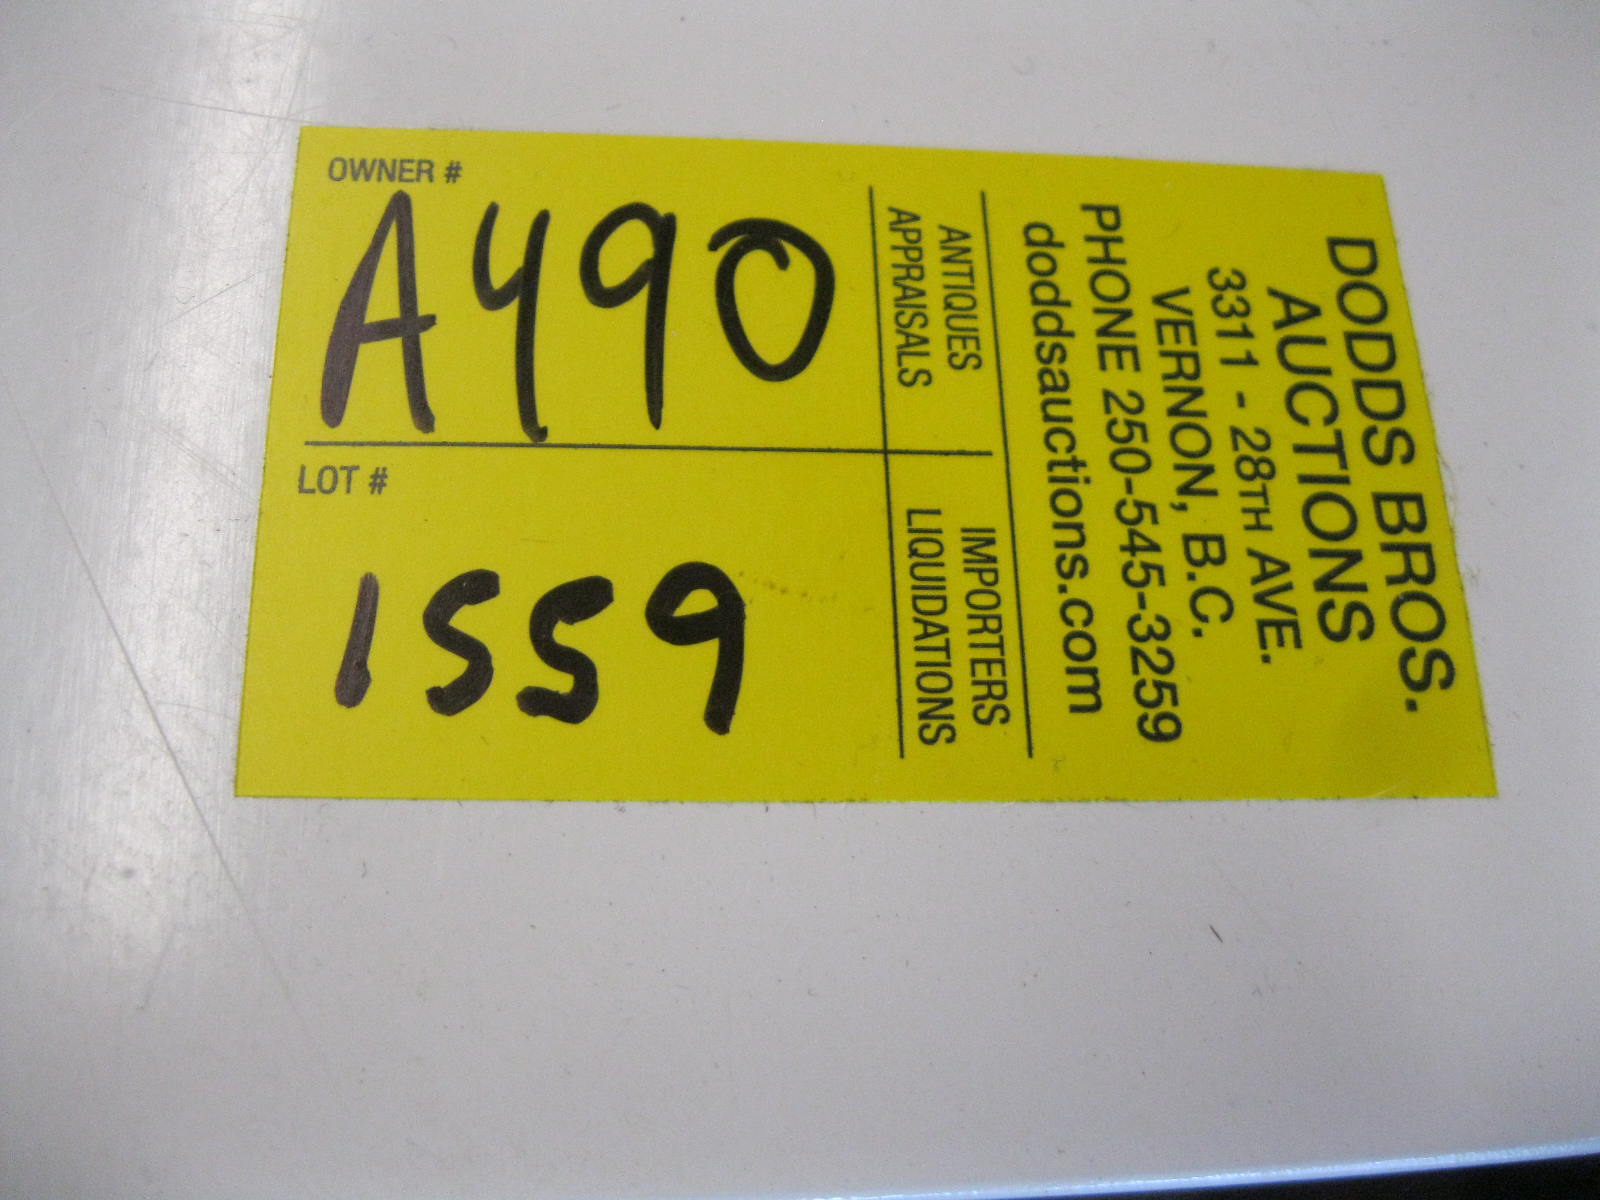 OWNER #
A490
LOT #
1559
DODDS BROS.
AUCTIONS
3311 - 28TH AVE.
VERNON, B.C.
PHONE 250-545-3259
doddsauctions.com
ANTIQUES
APPRAISALS
IMPORTERS
LIQUIDATIONS